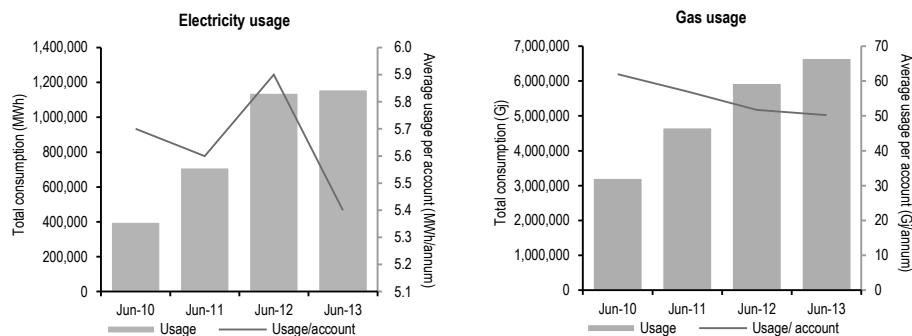 Electricity usage
Total consumption (MWh)
1,400,000
1,200,000
1,000,000
800,000
600,000
400,000
200,000
0
6.0
5.9
5.8
5.7
5.6
5.5
5.4
5.3
5.2
5.1
Average usage per
account (MWh/annum)
Jun-10 Jun-11 Jun-12 Jun-13
Usage Usage/account
Gas usage
Total consumption (Gj)
7,000,000
6,000,000
5,000,000
4,000,000
3,000,000
2,000,000
1,000,000
0
70
60
50
40
30
20
10
0
Average usage per
account (Gj/annum)
Jun-10 Jun-11 Jun-12 Jun-13
Usage Usage/ account